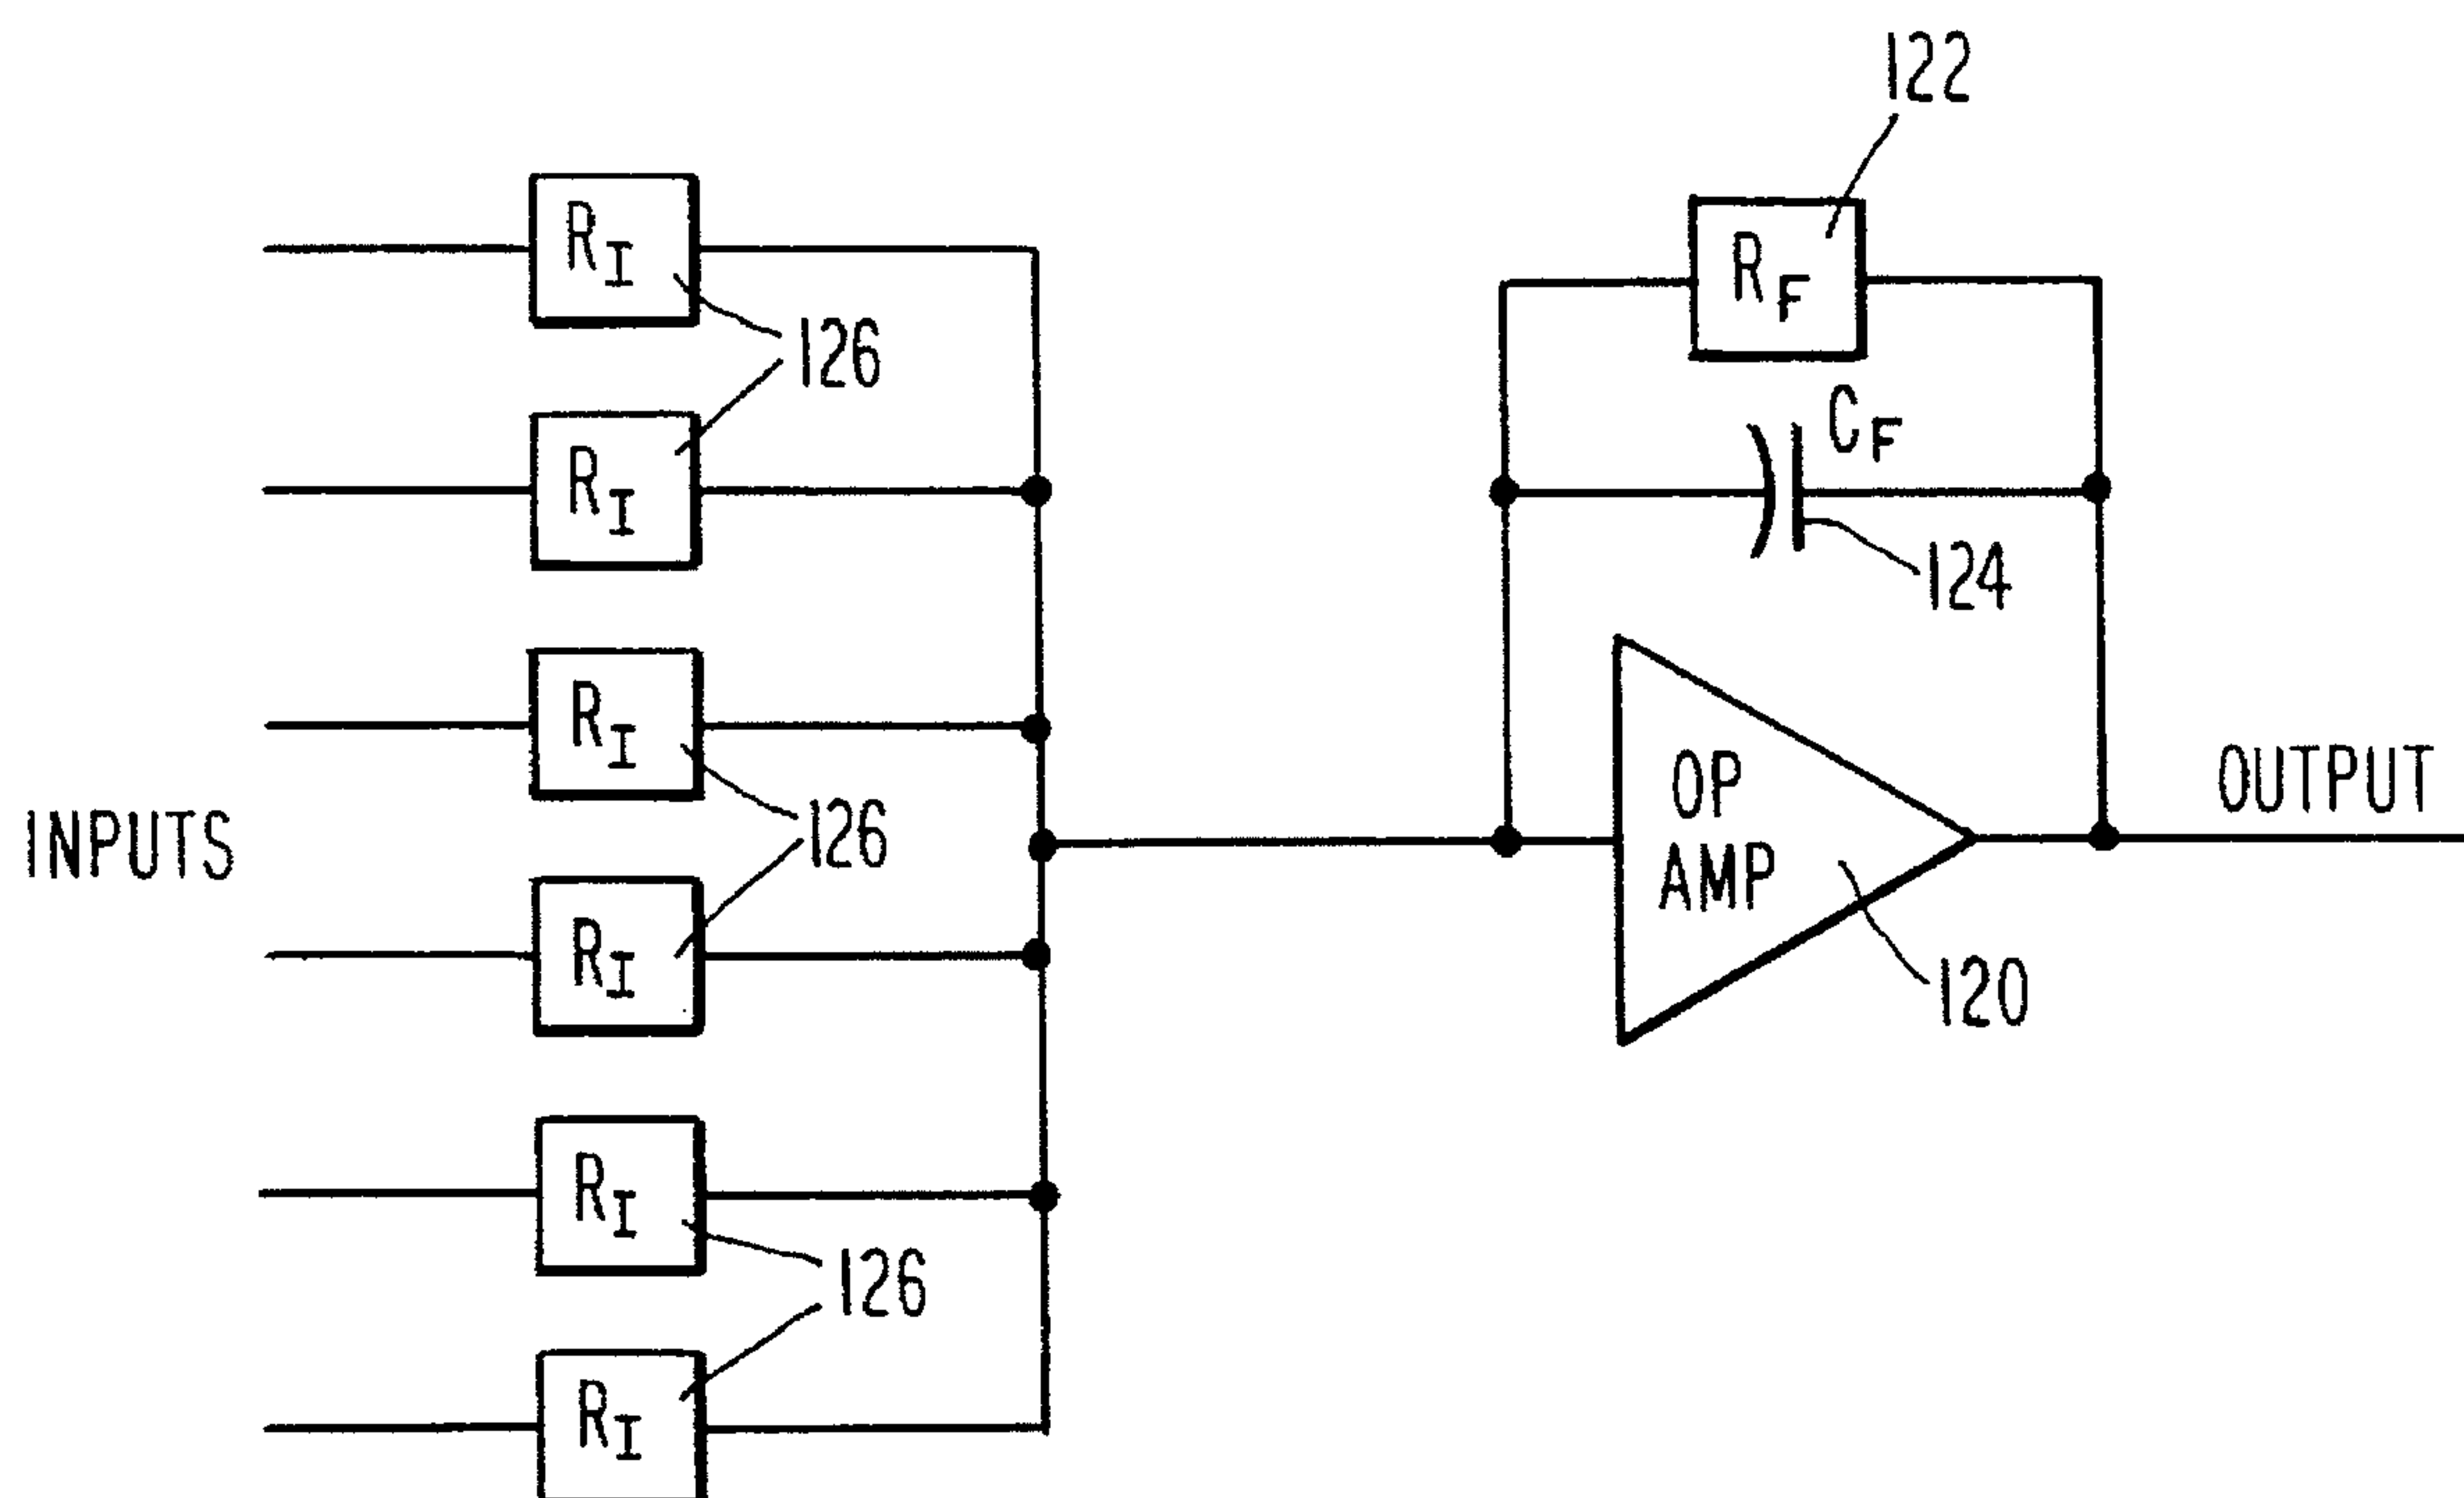 122
R_I
R_F
126
C_F
R_I
124
R_I
OP
AMP
OUTPUT
INPUTS
126
R_I
120
R_I
126
R_I